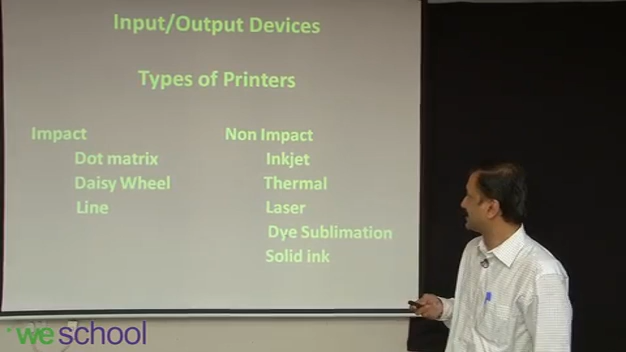 Input/Output Devices
Types of Printers
Impact
Dot matrix
Daisy Wheel
Line
Non Impact
Inkjet
Thermal
Laser
Dye Sublimation
Solid ink
we school